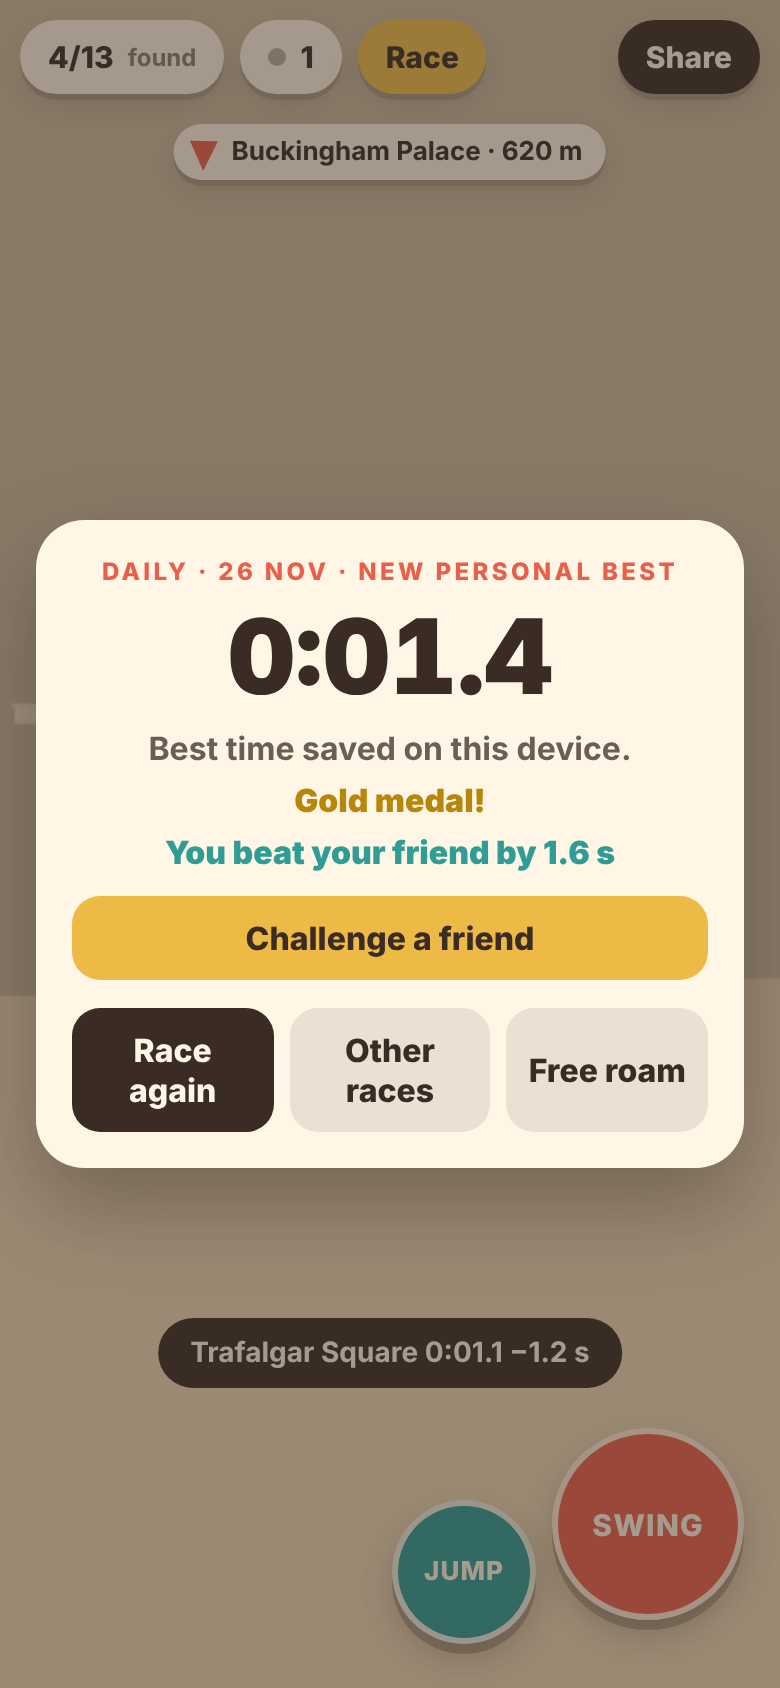 4/13 found
1
Race
Share
Buckingham Palace · 620 m
DAILY · 26 NOV · NEW PERSONAL BEST
0:01.4
Best time saved on this device.
Gold medal!
You beat your friend by 1.6 s
Challenge a friend
Race
again
Other
races
Free roam
Trafalgar Square 0:01.1 −1.2 s
SWING
JUMP